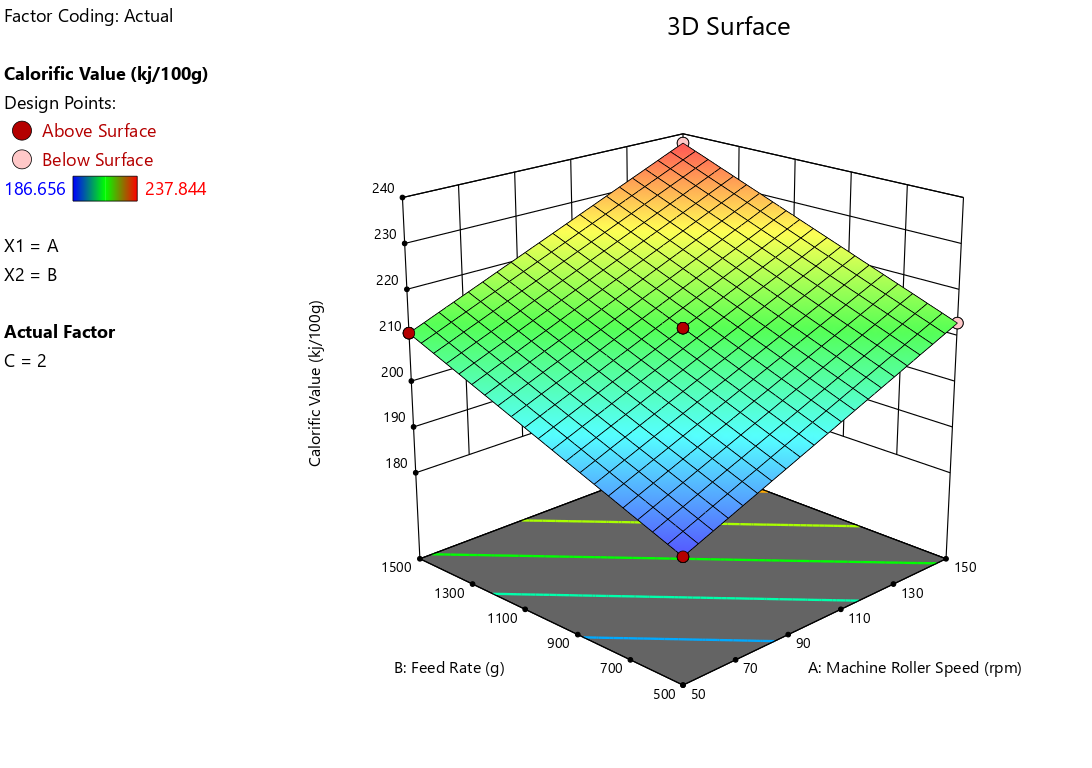 Factor Coding: Actual
3D Surface
Calorific Value (kj/100g)
Design Points:
Above Surface
Below Surface
186.656 237.844
X1 = A
X2 = B
Actual Factor
C = 2
Calorific Value (kj/100g)
240
230
220
210
200
190
180
1500
1300
1100
900
700
500
50
70
90
110
130
150
B: Feed Rate (g)
A: Machine Roller Speed (rpm)